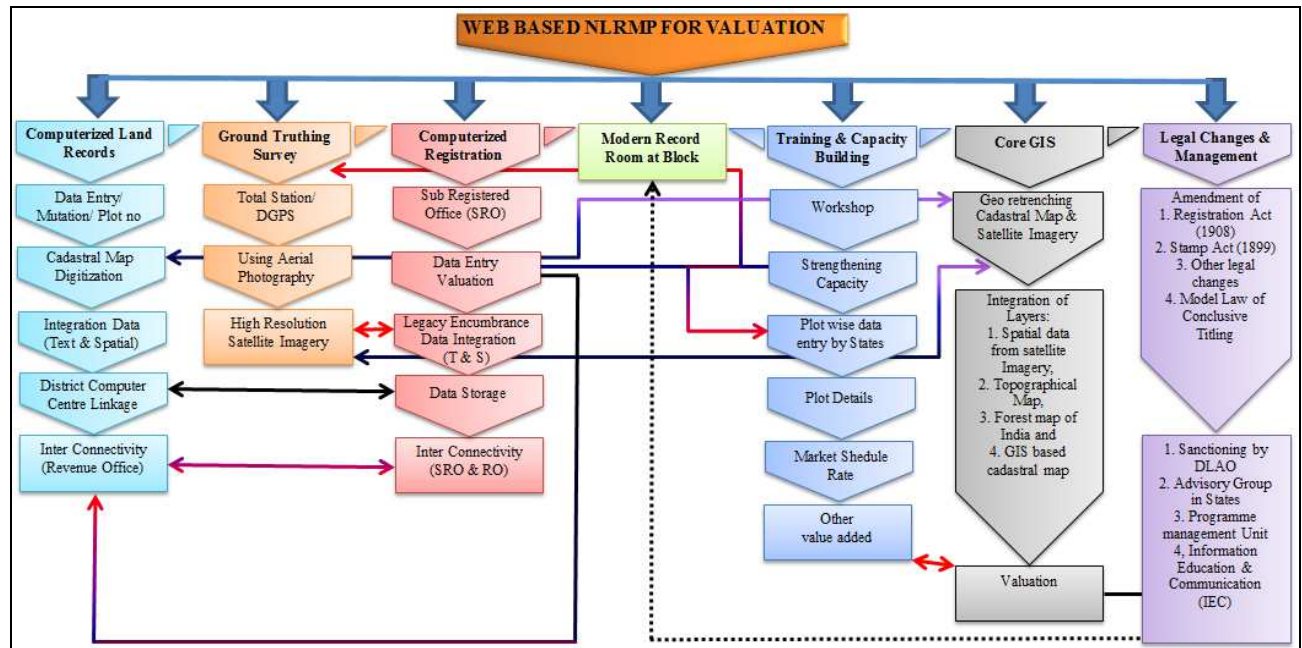 WEB BASED NLRMP FOR VALUATION
Computerized Land
Records
Data Entry/
Mutation/ Plot no
Cadastral Map
Digitization
Integration Data
(Text & Spatial)
District Computer
Centre Linkage
Inter Connectivity
(Revenue Office)
Ground Truthing
Survey
Total Station/
DGPS
Using Aerial
Photography
High Resolution
Satellite Imagery
Computerized
Registration
Sub Registered
Office (SRO)
Data Entry
Valuation
Legacy Encumbrance
Data Integration
(T & S)
Data Storage
Inter Connectivity
(SRO & RO)
Modern Record
Room at Block
Training & Capacity
Building
Workshop
Strengthening
Capacity
Plot wise data
entry by States
Plot Details
Market Shedule
Rate
Other
value added
Core GIS
Geo retrenching
Cadastral Map &
Satellite Imagery
Integration of
Layers:
1. Spatial data
from satellite
Imagery,
2. Topographical
Map,
3. Forest map of
India and
4. GIS based
cadastral map
Valuation
Legal Changes &
Management
Amendment of
1. Registration Act
(1908)
2. Stamp Act (1899)
3. Other legal
changes
4. Model Law of
Conclusive
Titling
1. Sanctioning by
DLAO
2. Advisory Group
in States
3. Programme
management Unit
4, Information
Education &
Communication
(IEC)